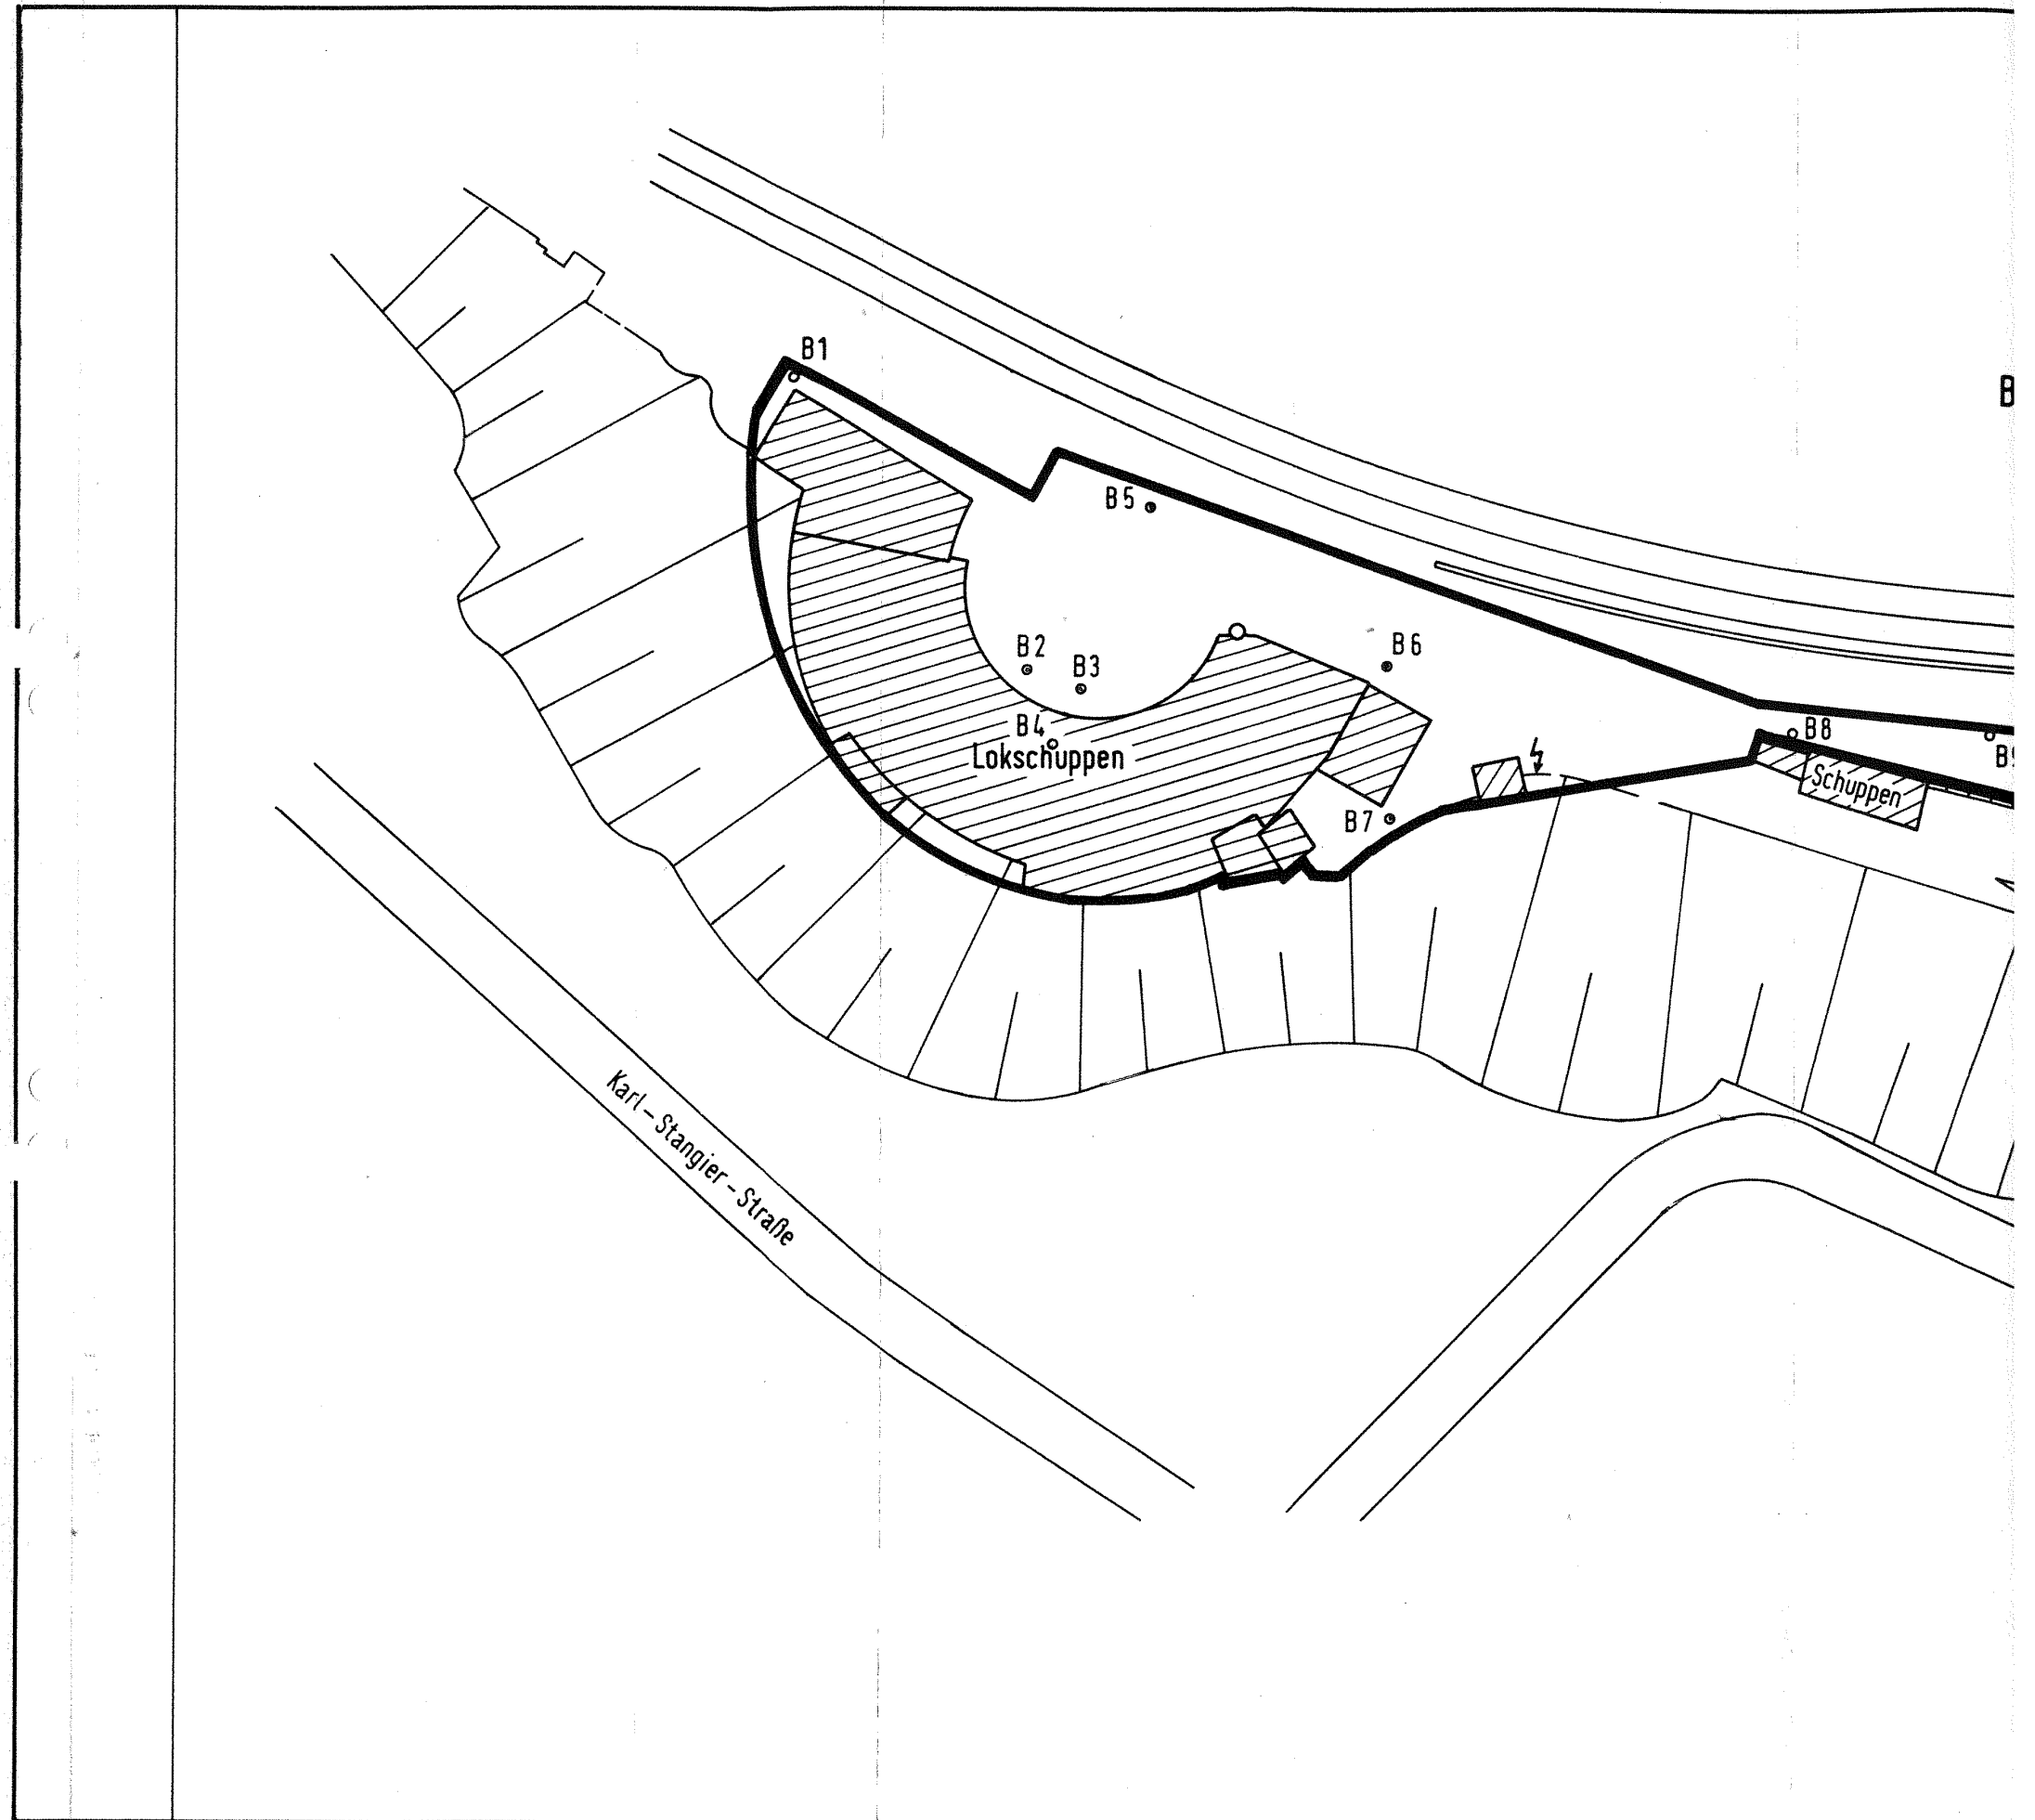 B1
B
B5
B2
B3
B6
B4
Lokschuppen
B8
B7
Schuppen
Karl-Stangier-Straße